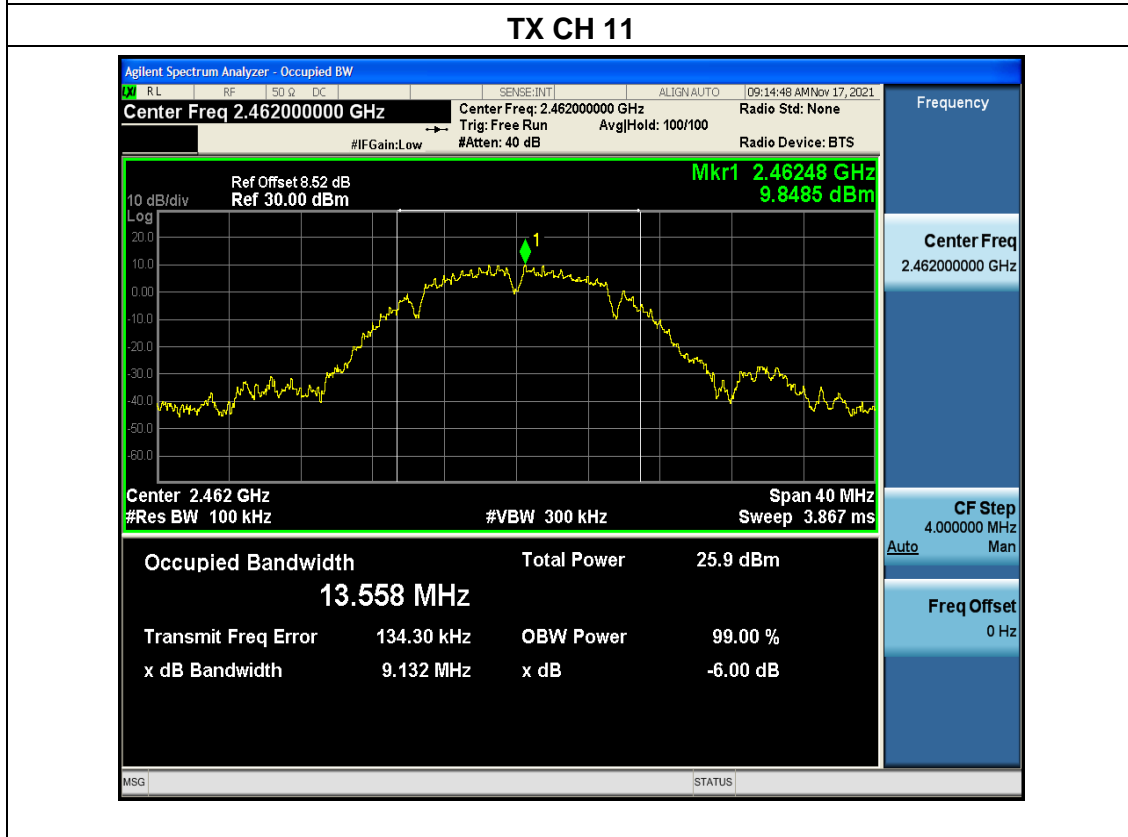 TX CH 11
Agilent Spectrum Analyzer - Occupied BW
LXI RL RF 50 Ω DC SENSE:INT ALIGN AUTO 09:14:48 AM Nov 17, 2021
Center Freq 2.462000000 GHz
Center Freq: 2.462000000 GHz
Radio Std: None
Trig: Free Run Avg|Hold: 100/100
#IFGain:Low #Atten: 40 dB Radio Device: BTS
Frequency
Mkr1 2.46248 GHz
9.8485 dBm
Ref Offset 8.52 dB
10 dB/div Ref 30.00 dBm
Log
20.0
10.0
0.00
-10.0
-20.0
-30.0
-40.0
-50.0
-60.0
1
Center 2.462 GHz Span 40 MHz
#Res BW 100 kHz #VBW 300 kHz Sweep 3.867 ms
Occupied Bandwidth Total Power 25.9 dBm
13.558 MHz
Transmit Freq Error 134.30 kHz OBW Power 99.00 %
x dB Bandwidth 9.132 MHz x dB -6.00 dB
Center Freq
2.462000000 GHz
CF Step
4.000000 MHz
Auto Man
Freq Offset
0 Hz
MSG STATUS